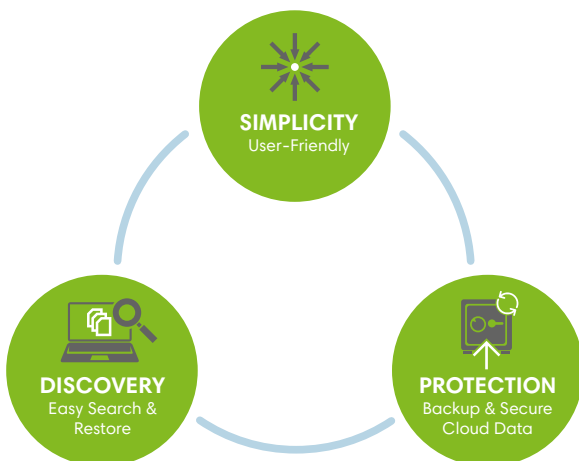 SIMPLICITY
User-Friendly
DISCOVERY
Easy Search &
Restore
PROTECTION
Backup & Secure
Cloud Data